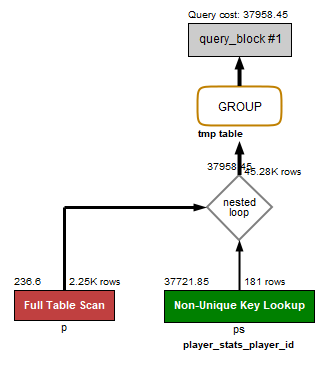 Query cost: 37958.45
query_block #1
GROUP
tmp table
37958.45
45.28K rows
nested
loop
236.6
2.25K rows
37721.85
181 rows
Full Table Scan
Non-Unique Key Lookup
p
ps
player_stats_player_id